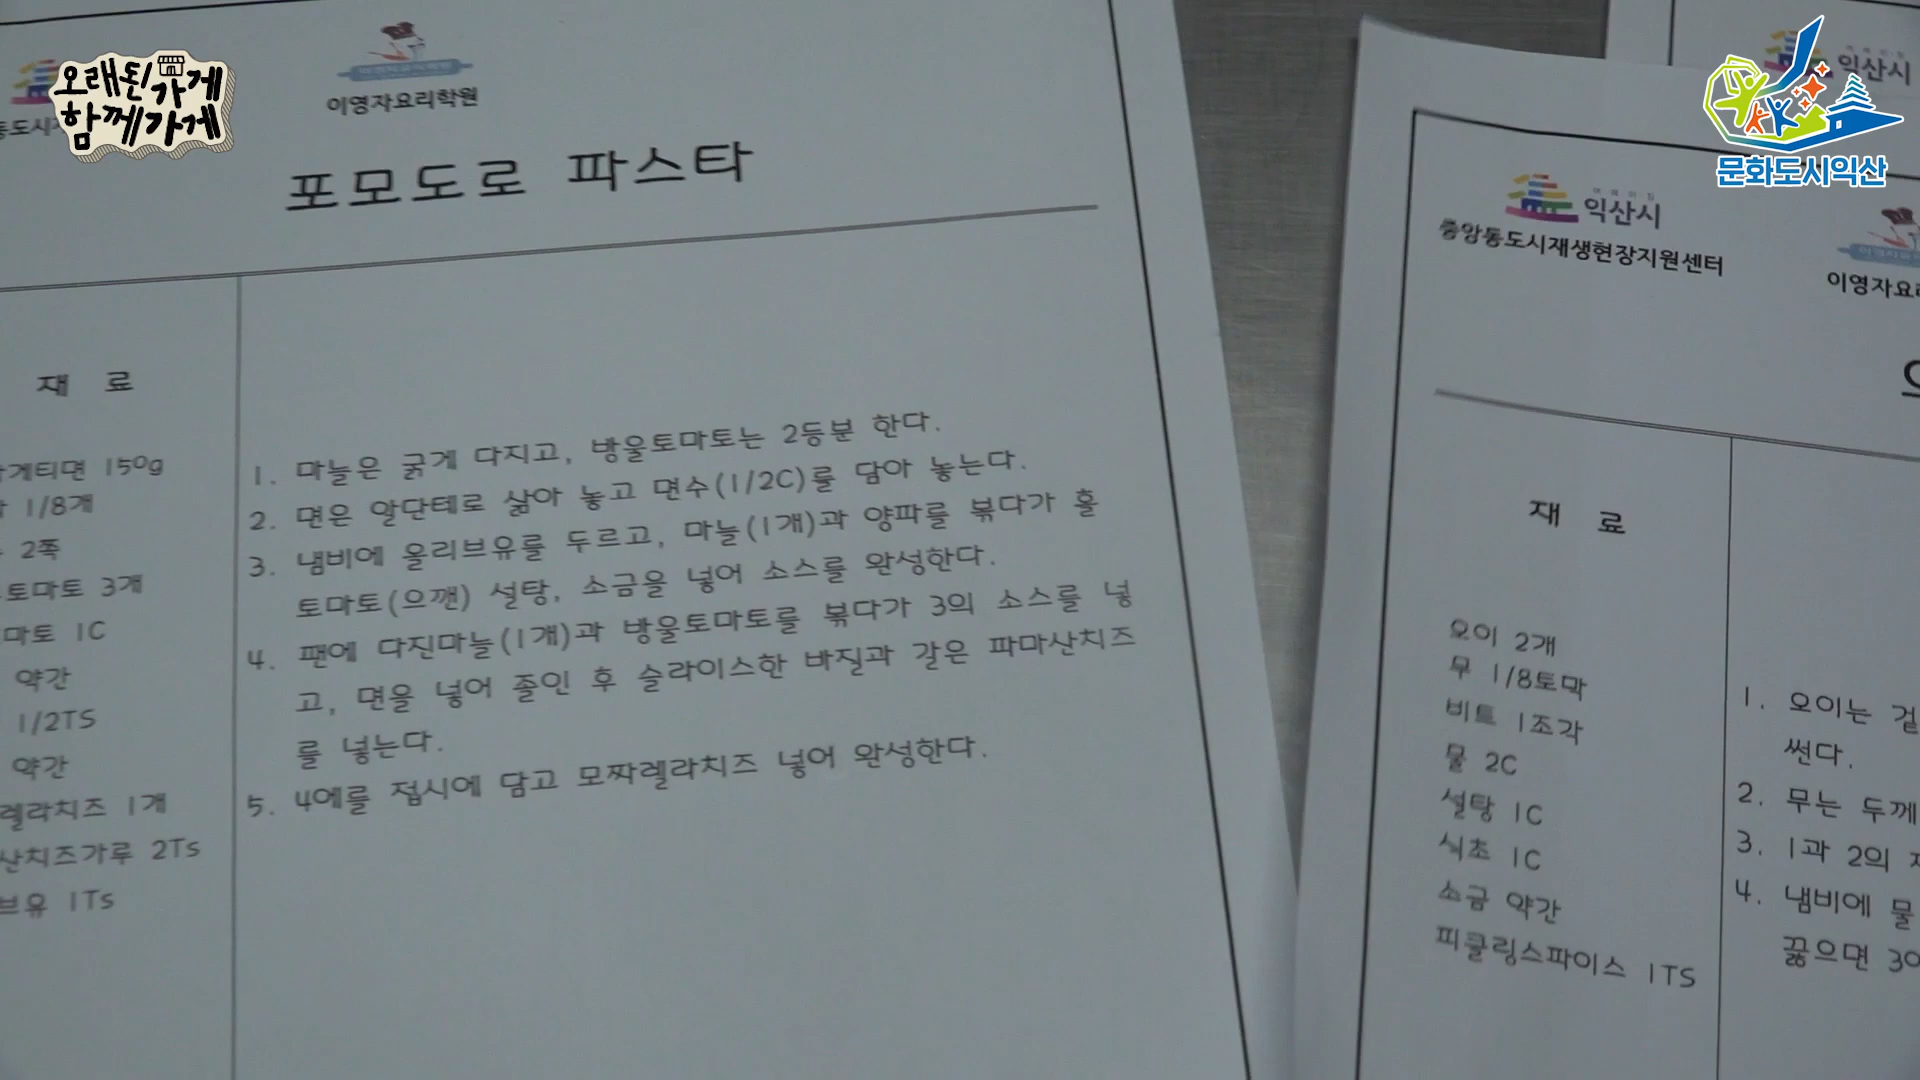 오래된 가게
함께가게
문화도시익산
이영자요리학원
포모도로 파스타
재 료
게티면 150g
1/8개
2쪽
토마토 3개
마토 1C
약간
1/2TS
약간
렐라치즈 1개
산치즈가루 2Ts
브유 1Ts
1. 마늘은 굵게 다지고, 방울토마토는 2등분 한다.
2. 면은 알단테로 삶아 놓고 면수(1/2C)를 담아 놓는다.
3. 냄비에 올리브유를 두르고, 마늘(1개)과 양파를 볶다가 홀
토마토(으깬) 설탕, 소금을 넣어 소스를 완성한다.
4. 팬에 다진마늘(1개)과 방울토마토를 볶다가 3의 소스를 넣
고, 면을 넣어 졸인 후 슬라이스한 바질과 갈은 파마산치즈
를 넣는다.
5. 4에를 접시에 담고 모짜렐라치즈 넣어 완성한다.
익산시
익산시
중앙동도시재생현장지원센터
이영자요리
재 료
오이 2개
무 1/8토막
비트 1조각
물 2C
설탕 1C
식초 1C
소금 약간
피클링스파이스 1TS
1. 오이는 겉
썬다.
2. 무는 두께
3. 1과 2의
4. 냄비에 물
끓으면 30